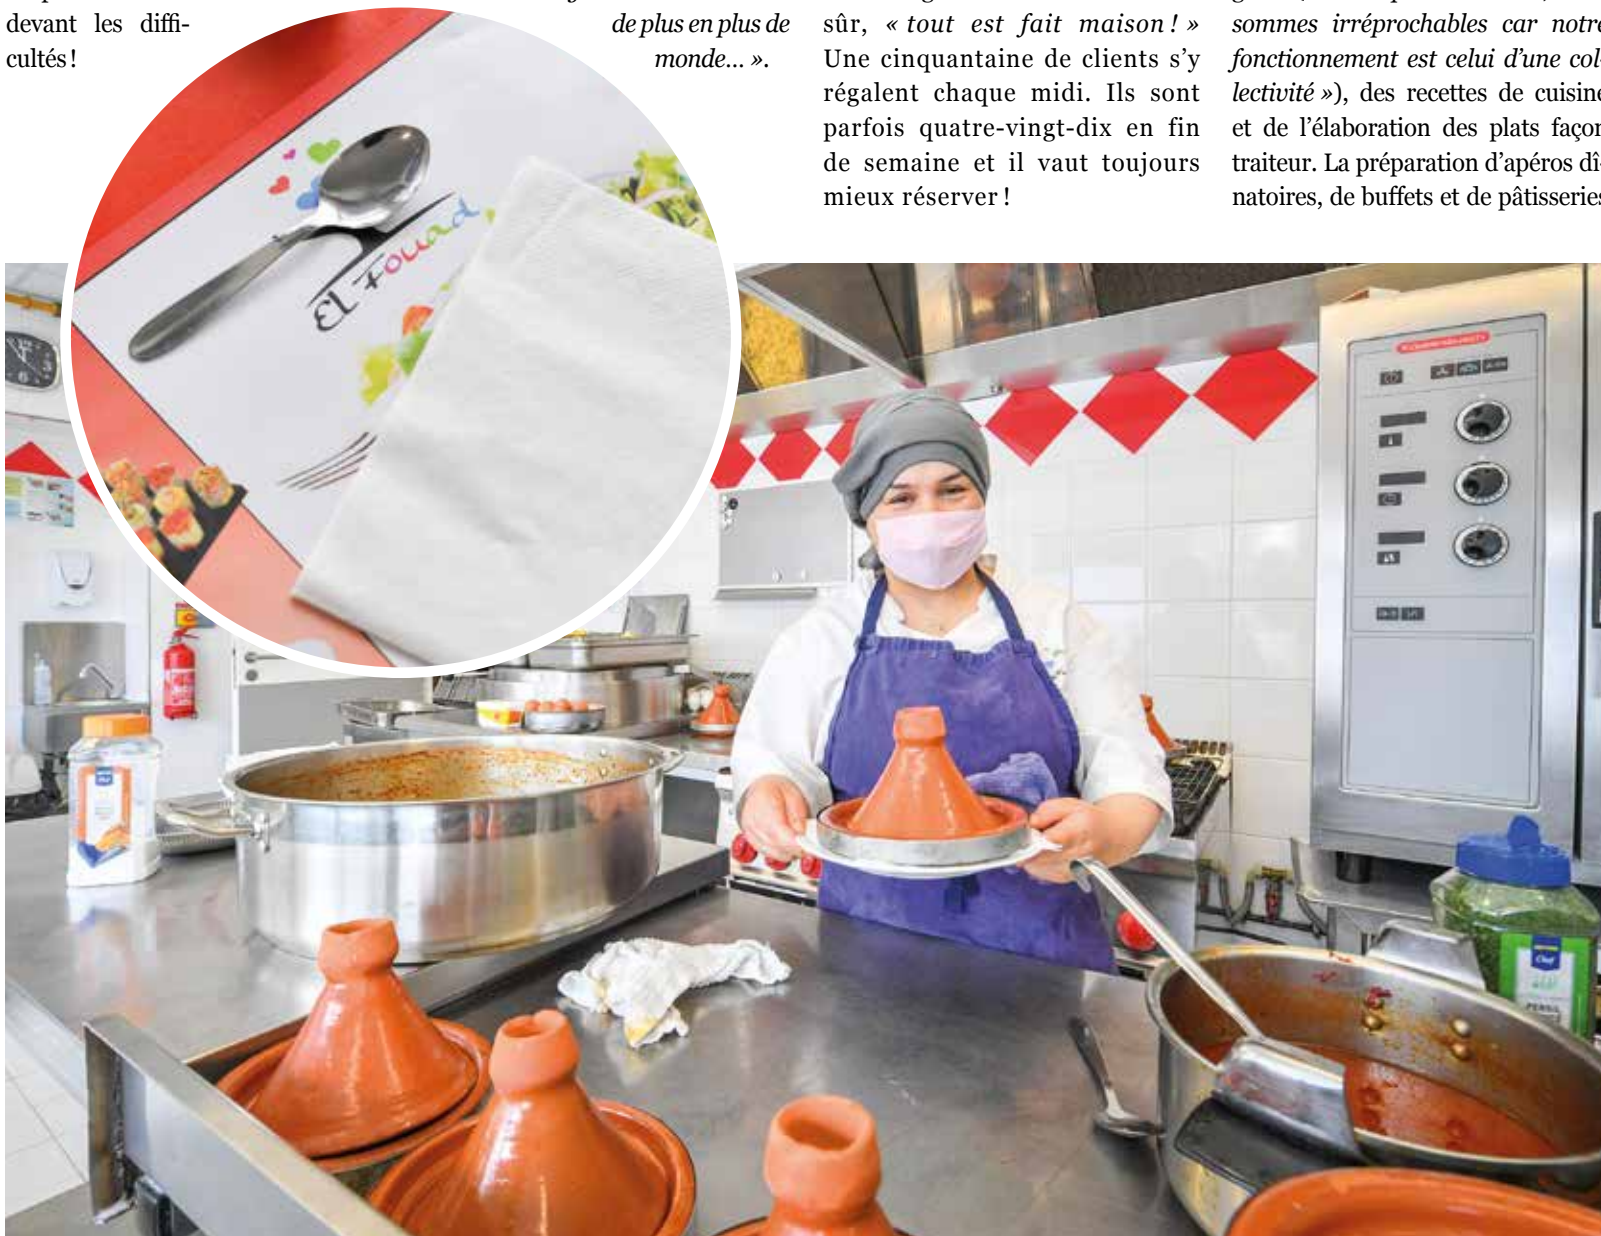 devant les diffi-
cultés !
de plus en plus de
monde… ».
sûr, « tout est fait maison ! »
Une cinquantaine de clients s’y
régalent chaque midi. Ils sont
parfois quatre-vingt-dix en fin
de semaine et il vaut toujours
mieux réserver !
sommes irréprochables car notre
fonctionnement est celui d’une col-
lectivité »), des recettes de cuisine
et de l’élaboration des plats façon
traiteur. La préparation d’apéros dî-
natoires, de buffets et de pâtisseries
El Fouad
Chef
PERSIL